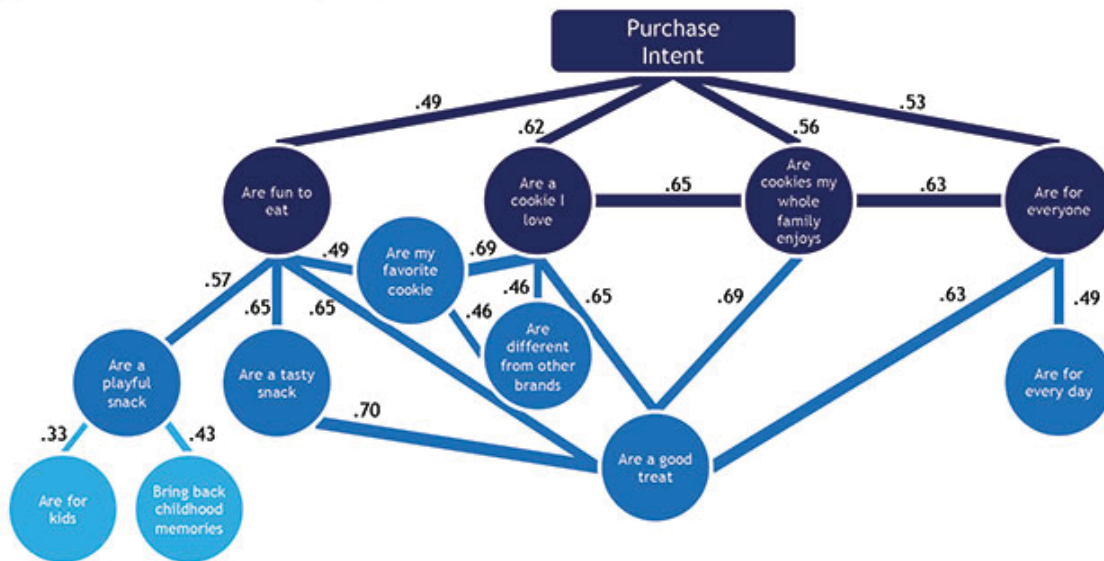 Purchase
Intent
.49
.62
.56
.53
Are fun to
eat
Are a
cookie I
love
.65
Are
cookies my
whole
family
enjoys
.63
Are for
everyone
.49
Are my
favorite
cookie
.69
.57
.65
.65
.46
.46
.65
.69
.63
.49
Are a
playful
snack
Are a tasty
snack
Are
different
from other
brands
Are for
every day
.33
.43
.70
Are a good
treat
Are for
kids
Bring back
childhood
memories